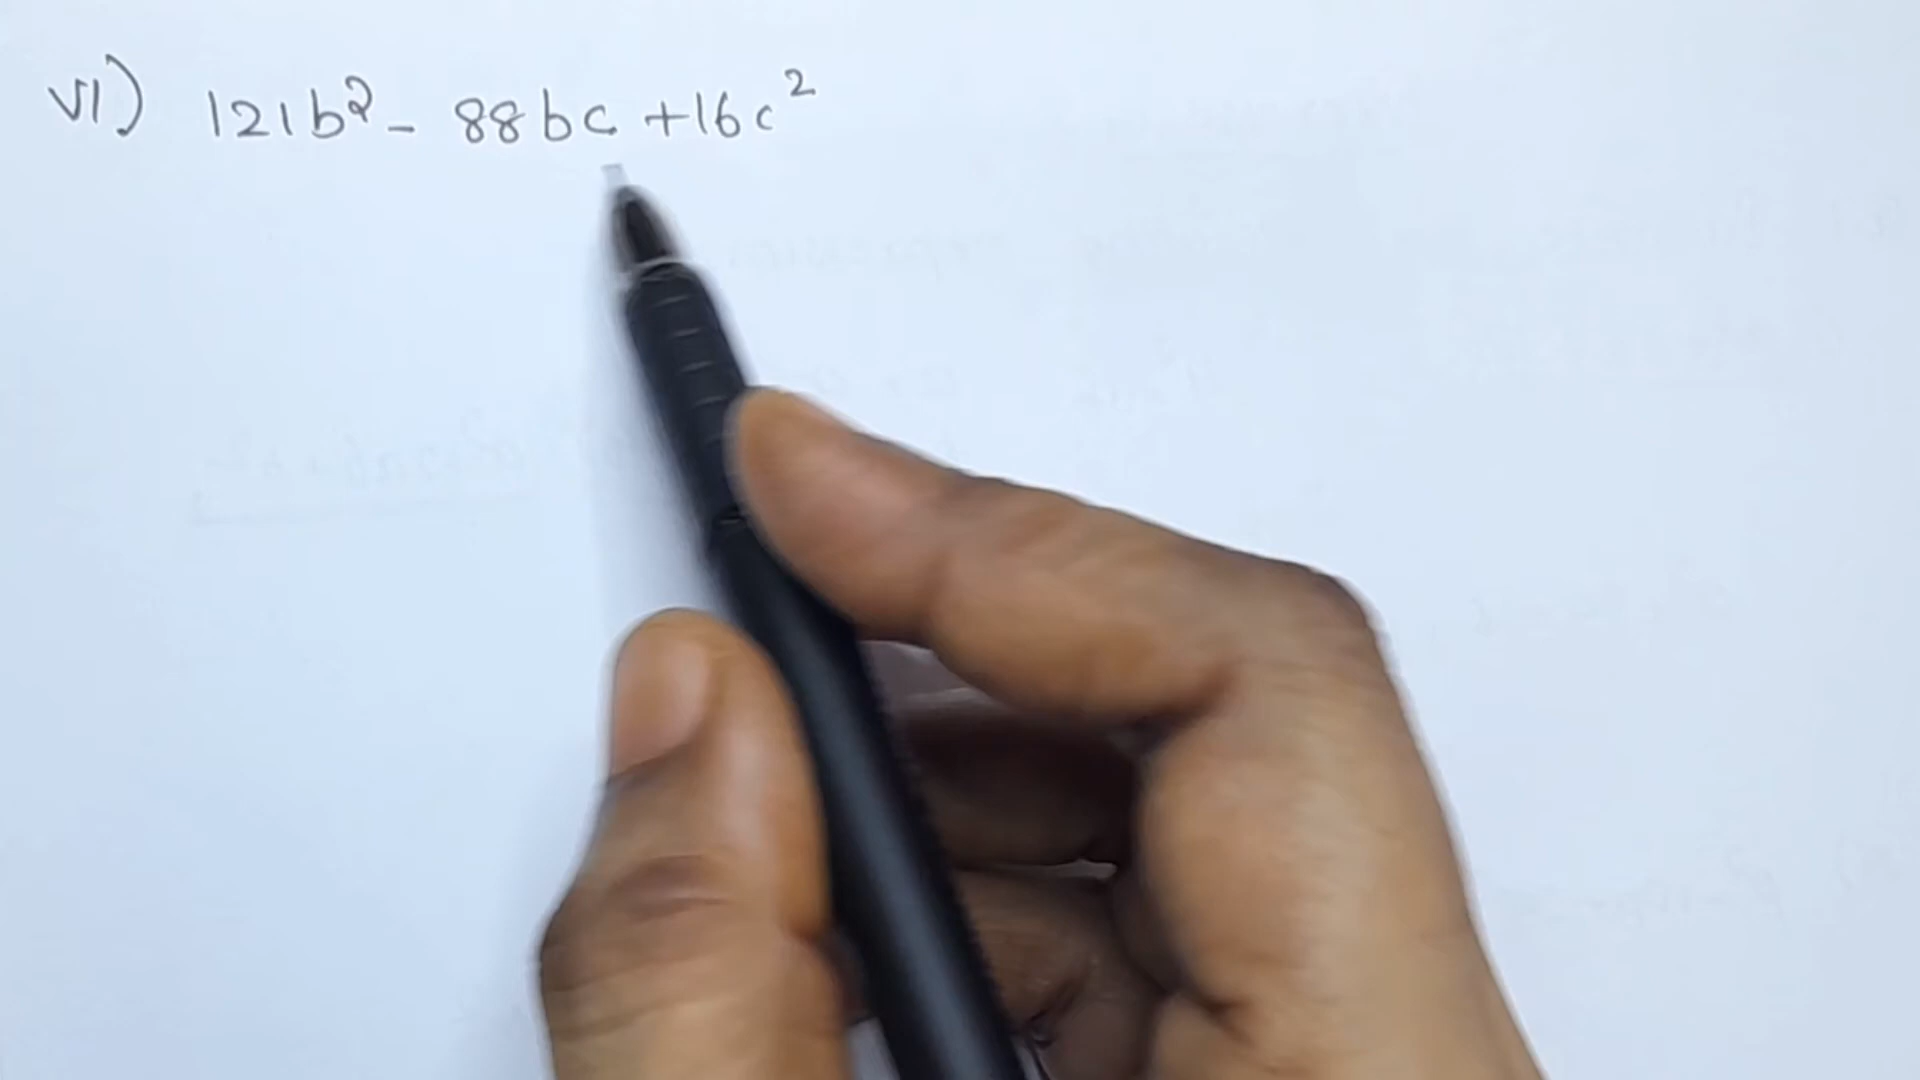 VI) 121b² - 88bc + 16c²